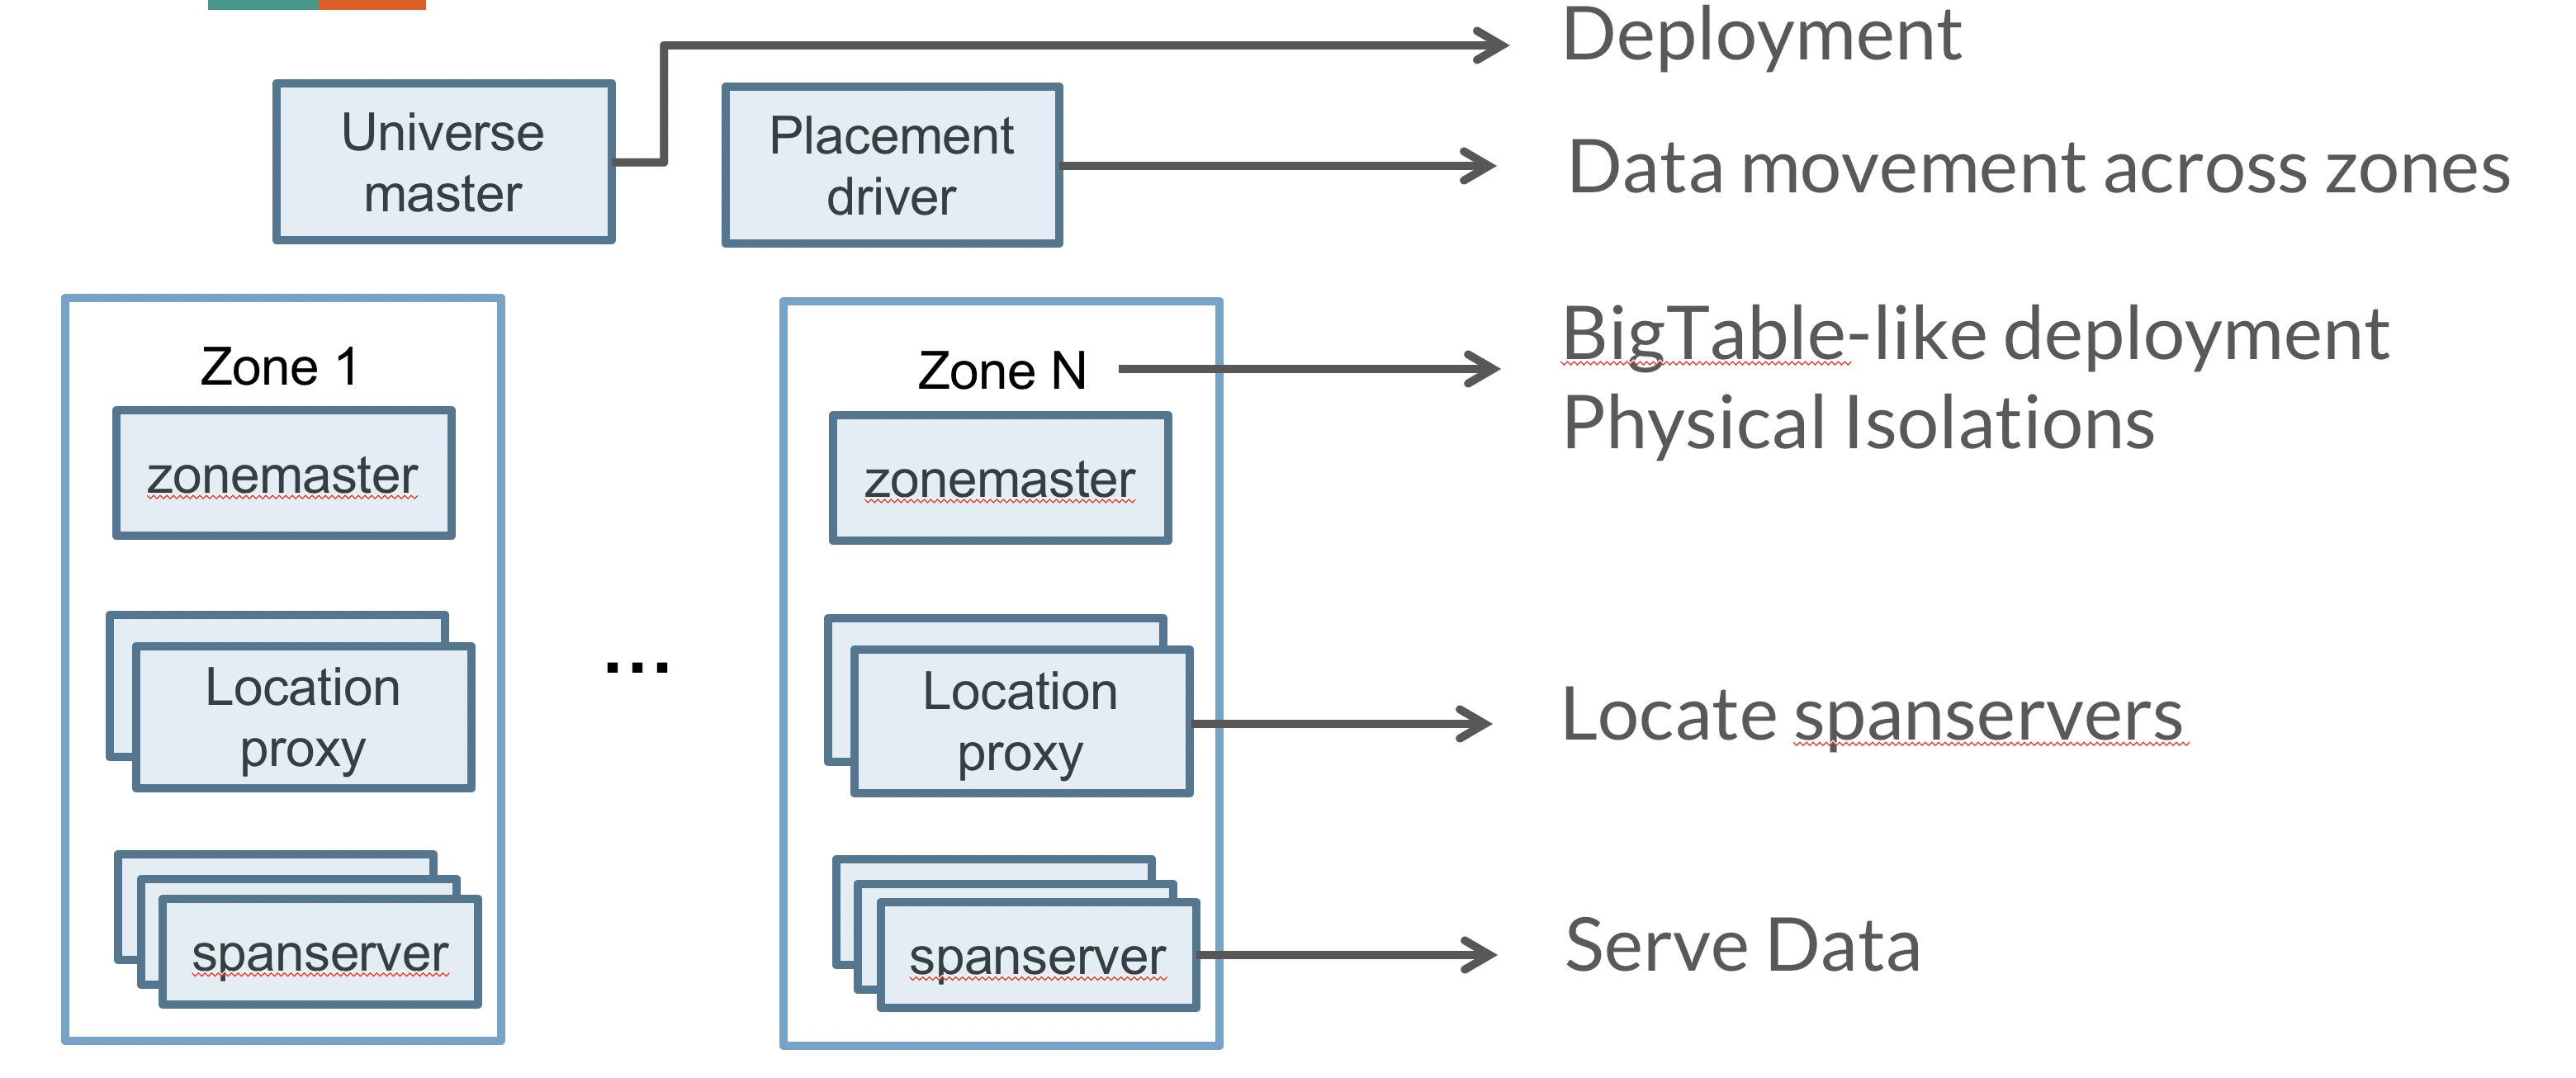 Deployment
Universe
master
Placement
driver
Data movement across zones
Zone 1
Zone N
BigTable-like deployment
Physical Isolations
zonemaster
zonemaster
Location
proxy
...
Location
proxy
Locate spanservers
spanserver
spanserver
Serve Data